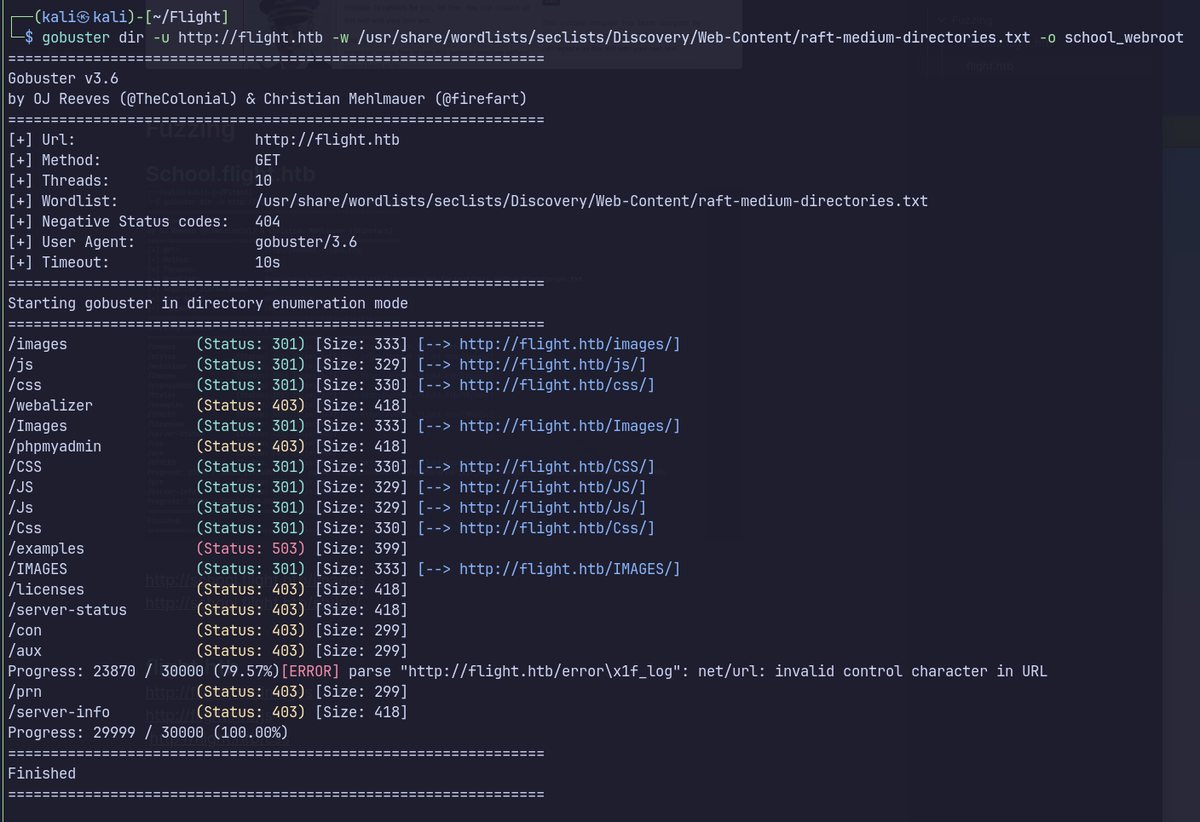 ┌──(kali㉿kali)-[~/Flight]
└─$ gobuster dir -u http://flight.htb -w /usr/share/wordlists/seclists/Discovery/Web-Content/raft-medium-directories.txt -o school_webroot
===============================================================
Gobuster v3.6
by OJ Reeves (@TheColonial) & Christian Mehlmauer (@firefart)
===============================================================
[+] Url:                     http://flight.htb
[+] Method:                  GET
[+] Threads:                 10
[+] Wordlist:                /usr/share/wordlists/seclists/Discovery/Web-Content/raft-medium-directories.txt
[+] Negative Status codes:   404
[+] User Agent:              gobuster/3.6
[+] Timeout:                 10s
===============================================================
Starting gobuster in directory enumeration mode
===============================================================
/images               (Status: 301) [Size: 333] [--> http://flight.htb/images/]
/js                   (Status: 301) [Size: 329] [--> http://flight.htb/js/]
/css                  (Status: 301) [Size: 330] [--> http://flight.htb/css/]
/webalizer            (Status: 403) [Size: 418]
/Images               (Status: 301) [Size: 333] [--> http://flight.htb/Images/]
/phpmyadmin           (Status: 403) [Size: 418]
/CSS                  (Status: 301) [Size: 330] [--> http://flight.htb/CSS/]
/JS                   (Status: 301) [Size: 329] [--> http://flight.htb/JS/]
/Js                   (Status: 301) [Size: 329] [--> http://flight.htb/Js/]
/Css                  (Status: 301) [Size: 330] [--> http://flight.htb/Css/]
/examples             (Status: 503) [Size: 399]
/IMAGES               (Status: 301) [Size: 333] [--> http://flight.htb/IMAGES/]
/licenses             (Status: 403) [Size: 418]
/server-status        (Status: 403) [Size: 418]
/con                  (Status: 403) [Size: 299]
/aux                  (Status: 403) [Size: 299]
Progress: 23870 / 30000 (79.57%)[ERROR] parse "http://flight.htb/error\x1f_log": net/url: invalid control character in URL
/prn                  (Status: 403) [Size: 299]
/server-info          (Status: 403) [Size: 418]
Progress: 29999 / 30000 (100.00%)
===============================================================
Finished
===============================================================
Fuzzing
School.flight.htb
Fuzzing
flight.htb